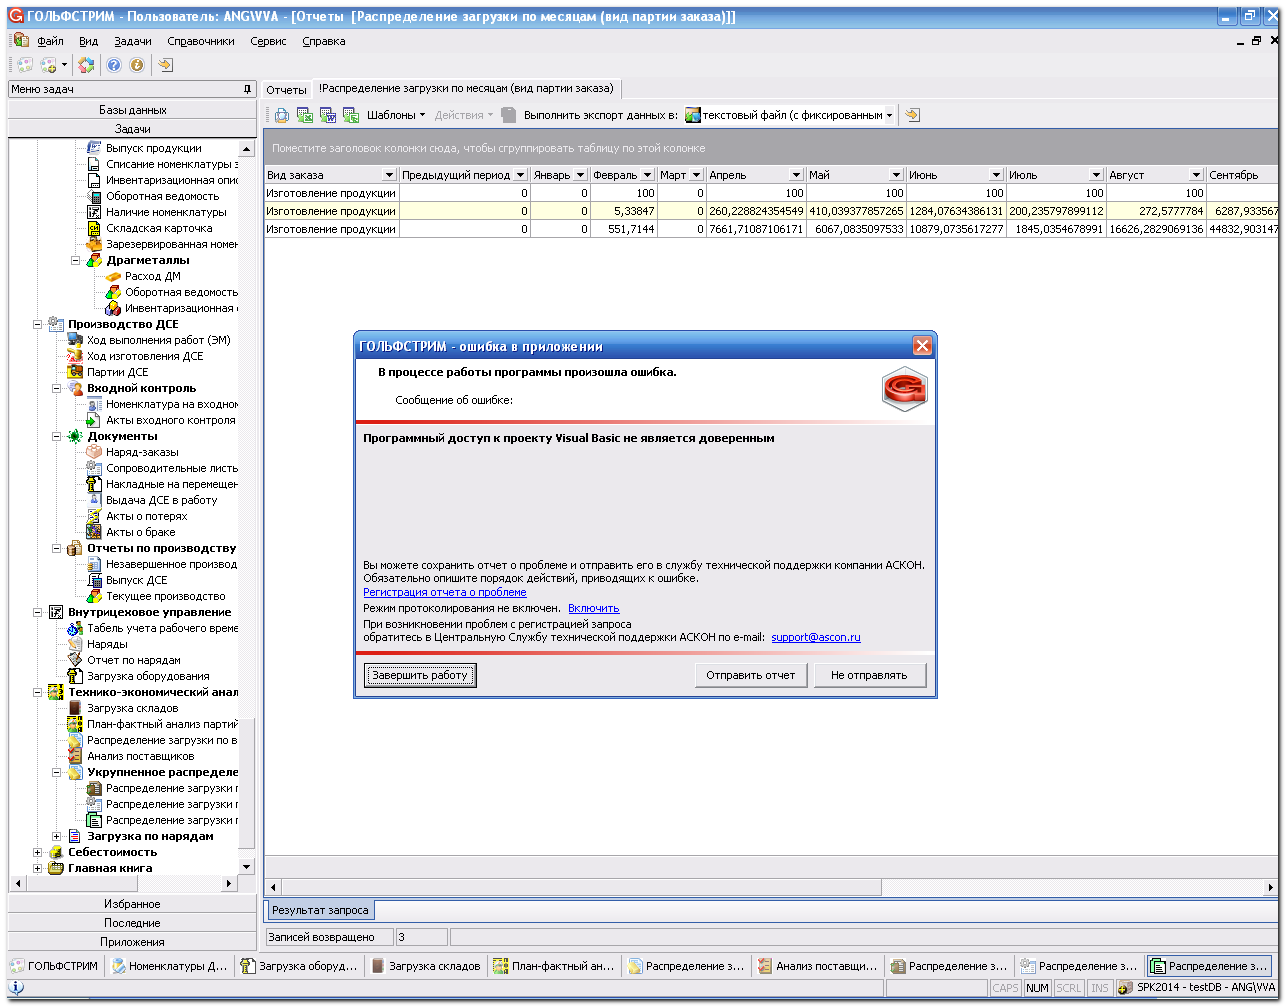 ГОЛЬФСТРИМ - Пользователь: ANG\VVA - [Отчеты [Распределение загрузки по месяцам (вид партии заказа)]]
Файл Вид Задачи Справочники Сервис Справка
Меню задач
Базы данных
Задачи
Выпуск продукции
Списание номенклатуры з
Инвентаризационная опис
Оборотная ведомость
Наличие номенклатуры
Складская карточка
Зарезервированная номен
Драгметаллы
Расход ДМ
Оборотная ведомость
Инвентаризационная
Производство ДСЕ
Ход выполнения работ (ЭМ)
Ход изготовления ДСЕ
Партии ДСЕ
Входной контроль
Номенклатура на входном
Акты входного контроля
Документы
Наряд-заказы
Сопроводительные листы
Накладные на перемещен
Выдача ДСЕ в работу
Акты о потерях
Акты о браке
Отчеты по производству
Незавершенное производ
Выпуск ДСЕ
Текущее производство
Внутрицеховое управление
Табель учета рабочего време
Наряды
Отчет по нарядам
Загрузка оборудования
Технико-экономический анал
Загрузка складов
План-фактный анализ партий
Распределение загрузки по в
Анализ поставщиков
Укрупненное распределе
Распределение загрузки г
Распределение загрузки г
Распределение загрузки г
Загрузка по нарядам
Себестоимость
Главная книга
Избранное
Последние
Приложения
Отчеты !Распределение загрузки по месяцам (вид партии заказа)
Шаблоны Действия Выполнить экспорт данных в: текстовый файл (с фиксированным
Поместите заголовок колонки сюда, чтобы сгруппировать таблицу по этой колонке
Вид заказа Предыдущий период Январь Февраль Март Апрель Май Июнь Июль Август Сентябрь
Изготовление продукции 0 0 100 0 100 100 100 100 100
Изготовление продукции 0 0 5,33847 0 260,228824354549 410,039377857265 1284,07634386131 200,235797899112 272,5777784 6287,933567
Изготовление продукции 0 0 551,7144 0 7661,71087106171 6067,0835097533 10879,0735617277 1845,0354678991 16626,2829069136 44832,903147
ГОЛЬФСТРИМ - ошибка в приложении
В процессе работы программы произошла ошибка.
Сообщение об ошибке:
Программный доступ к проекту Visual Basic не является доверенным
Вы можете сохранить отчет о проблеме и отправить его в службу технической поддержки компании АСКОН.
Обязательно опишите порядок действий, приводящих к ошибке.
Регистрация отчета о проблеме
Режим протоколирования не включен. Включить
При возникновении проблем с регистрацией запроса
обратитесь в Центральную Службу технической поддержки АСКОН по e-mail: support@ascon.ru
Завершить работу Отправить отчет Не отправлять
Результат запроса
Записей возвращено 3
ГОЛЬФСТРИМ Номенклатуры Д... Загрузка оборуд... Загрузка складов План-фактный ан... Распределение з... Анализ поставщи... Распределение з... Распределение з... Распределение з...
CAPS NUM SCRL INS SPK2014 - testDB - ANG\VVA